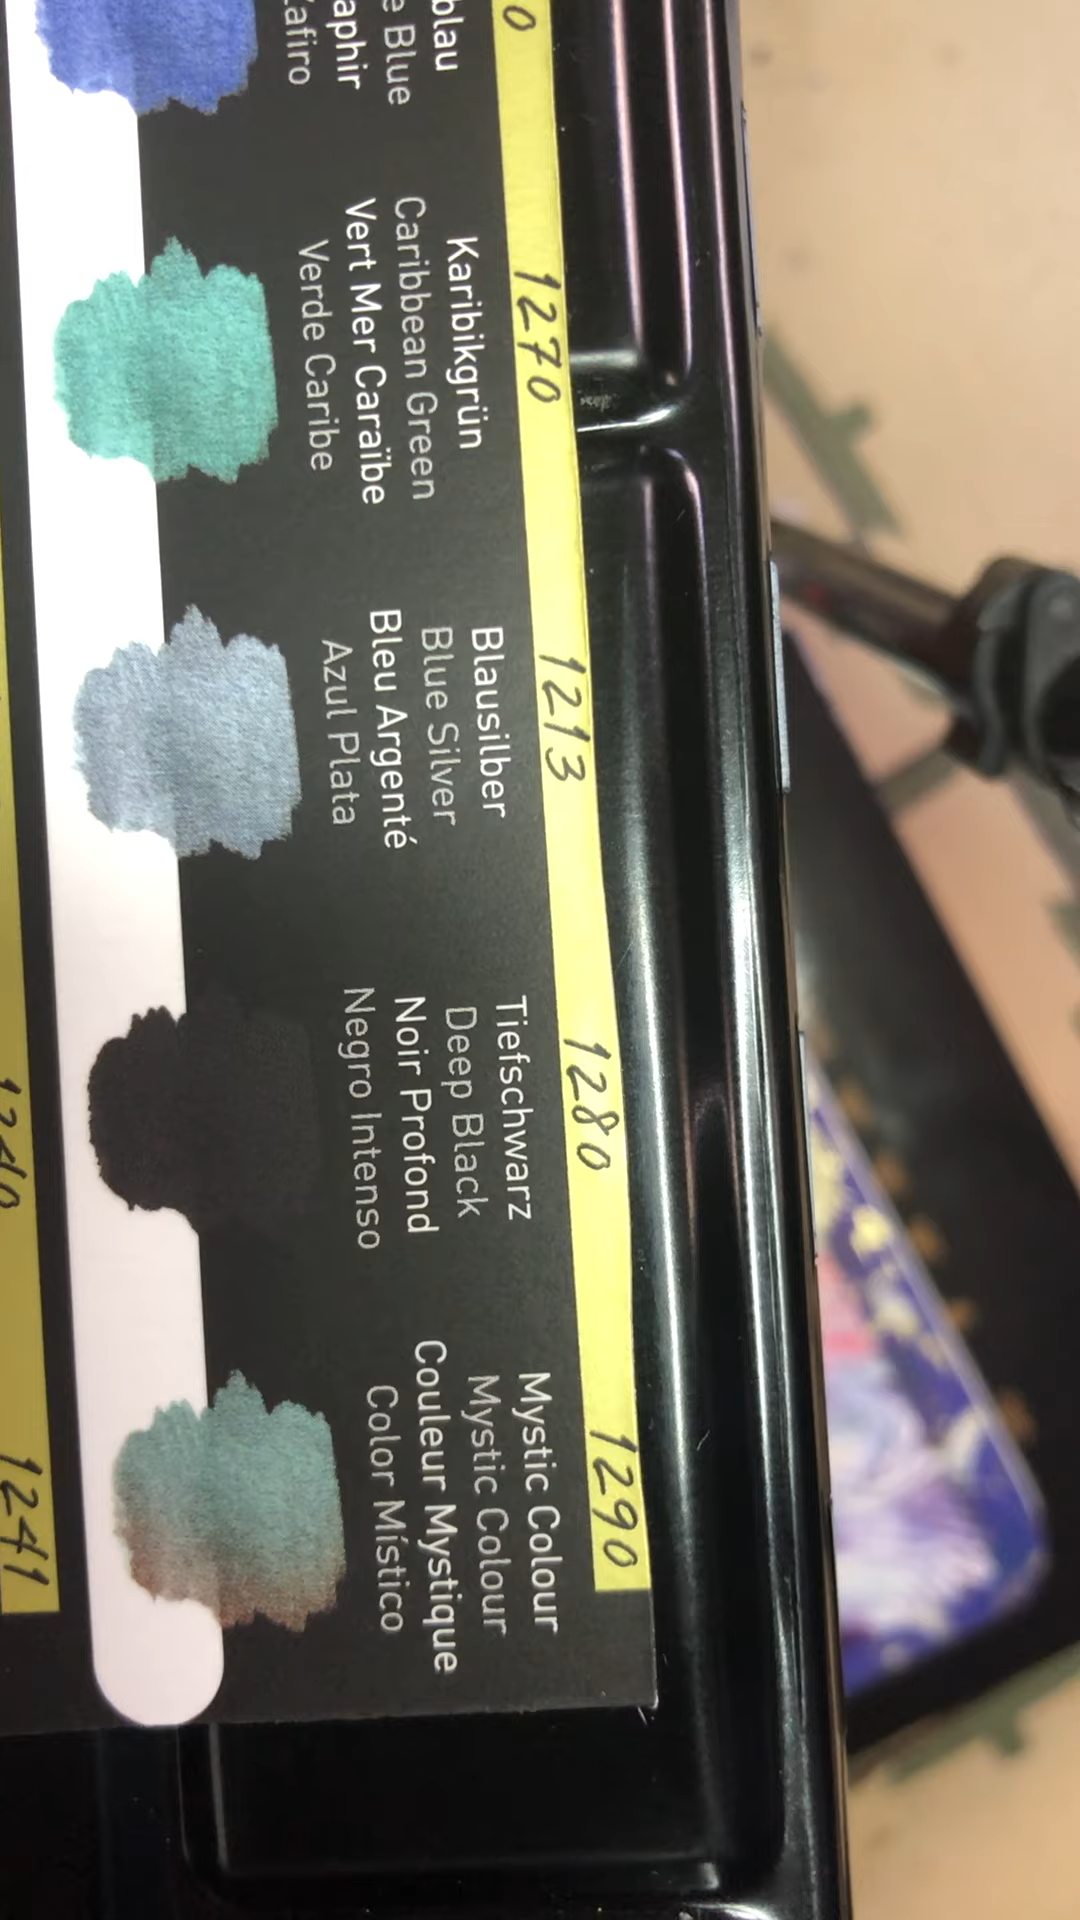 1270
Karibikgrün
Caribbean Green
Vert Mer Caraïbe
Verde Caribe
1213
Blausilber
Blue Silver
Bleu Argenté
Azul Plata
1280
Tiefschwarz
Deep Black
Noir Profond
Negro Intenso
1290
Mystic Colour
Mystic Colour
Couleur Mystique
Color Místico
1241